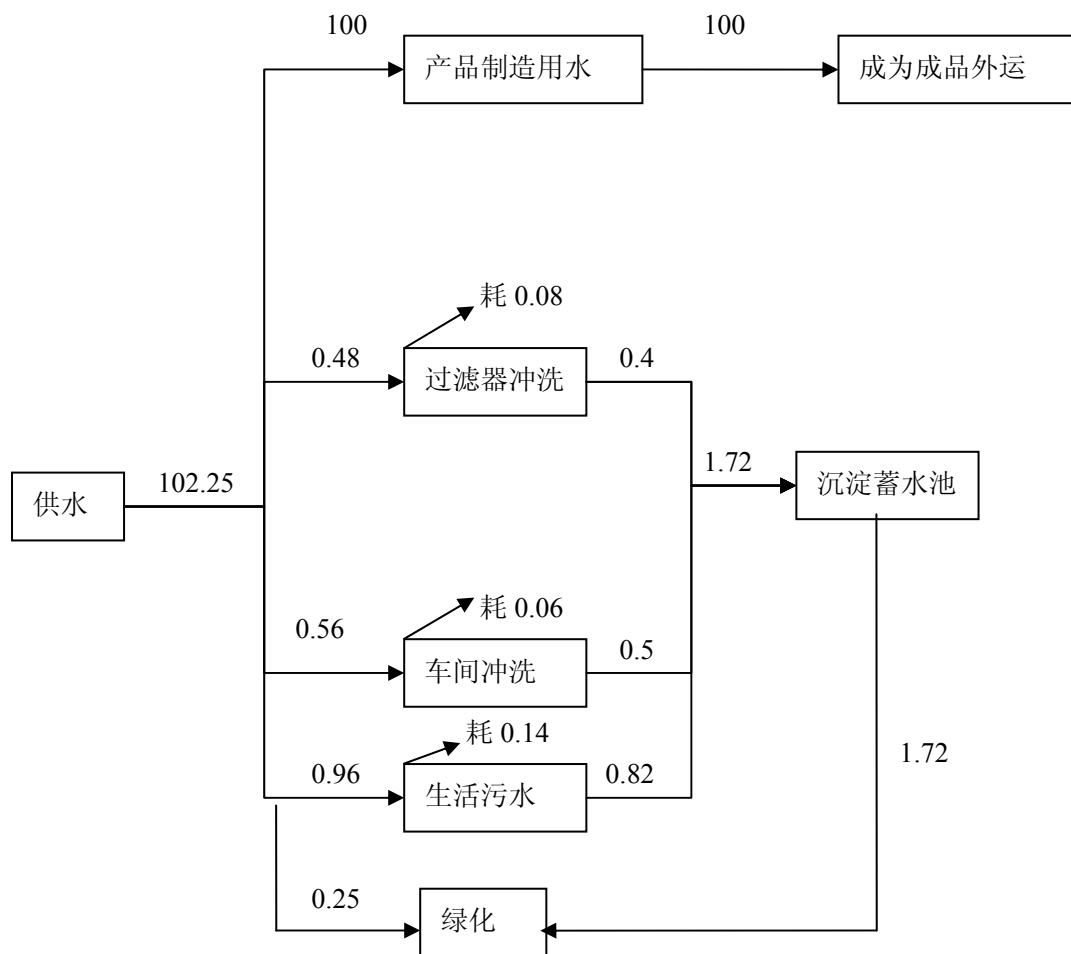 100
100
产品制造用水
成为成品外运
耗 0.08
0.48
过滤器冲洗
0.4
供水
102.25
1.72
沉淀蓄水池
耗 0.06
0.56
车间冲洗
0.5
耗 0.14
0.96
生活污水
0.82
1.72
0.25
绿化